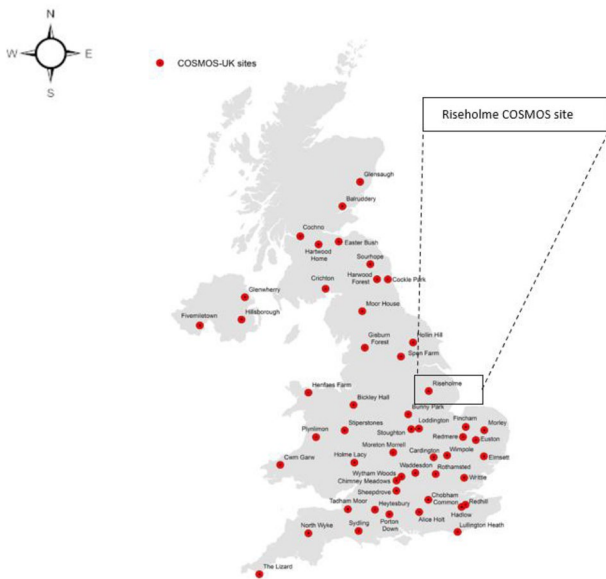 N
W E
S
COSMOS-UK sites
Riseholme COSMOS site
Glensaugh
Balruddery
Cochno
Easter Bush
Hartwood
Home
Sourhope
Harwood
Forest
Cockle Park
Crichton
Glenwherry
Hillsborough
Fivemiletown
Moor House
Gisburn
Forest
Hollin Hill
Spen Farm
Riseholme
Henfaes Farm
Bickley Hall
Bunny Park
Loddington
Fincham
Morley
Stiperstones
Stoughton
Redmere
Euston
Plynlimon
Moreton Morrell
Cardington
Wimpole
Elmsett
Cwm Garw
Holme Lacy
Waddesdon
Rothamsted
Wytham Woods
Chimney Meadows
Writtle
Sheepdrove
Chobham
Common
Redhill
Tadham Moor
Heytesbury
Hadlow
Alice Holt
North Wyke
Sydling
Porton
Down
Lullington Heath
The Lizard